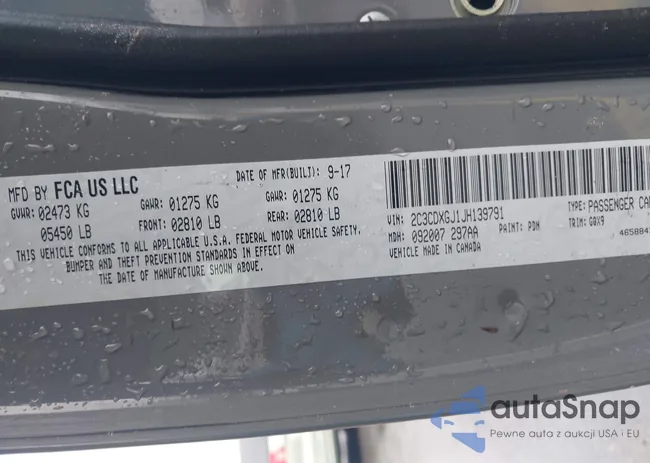 MFD BY FCA US LLC DATE OF MFR(BUILT): 9-17
GVWR: 02473 KG GAWR: 01275 KG GAWR: 01275 KG
05450 LB FRONT: 02810 LB REAR: 02810 LB
THIS VEHICLE CONFORMS TO ALL APPLICABLE U.S.A. FEDERAL MOTOR VEHICLE SAFETY,
BUMPER AND THEFT PREVENTION STANDARDS IN EFFECT ON
THE DATE OF MANUFACTURE SHOWN ABOVE.
VIN: 2C3CDXGJ1JH139791 TYPE: PASSENGER CAR
MDH: 092007 297AA PAINT: PDN TRIM: GRX9
VEHICLE MADE IN CANADA
autoSnap
Pewne auta z aukcji USA i EU